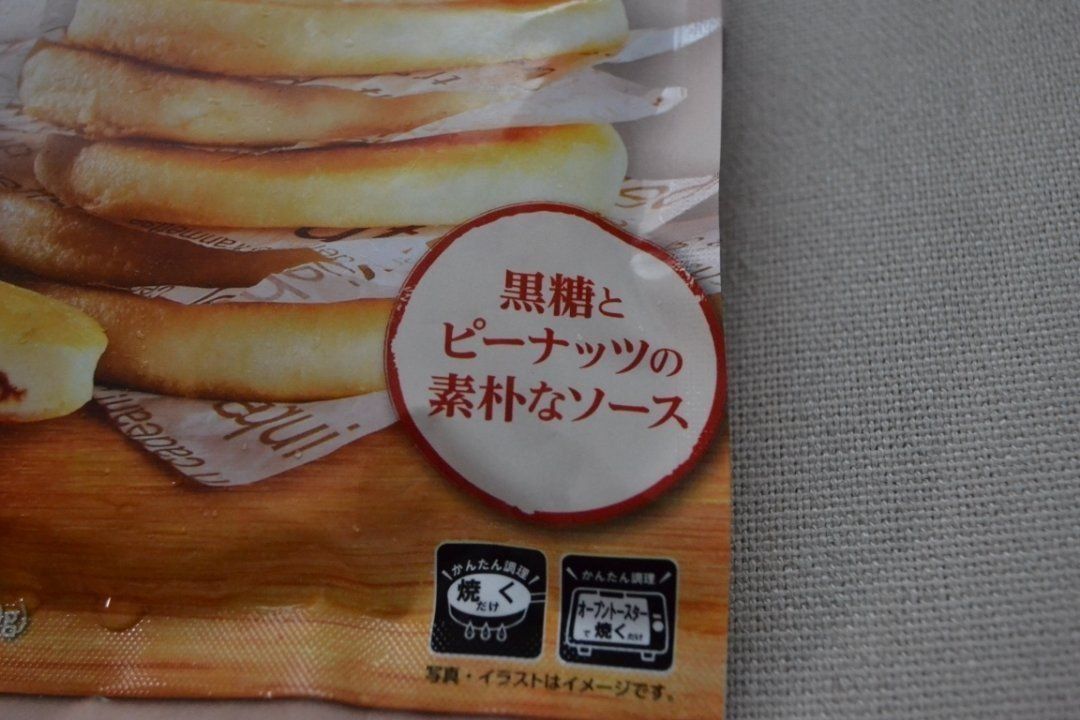 黒糖と
ピーナッツの
素朴なソース
かんたん調理
焼く
だけ
かんたん調理
オーブントースター
で焼くだけ
写真・イラストはイメージです。